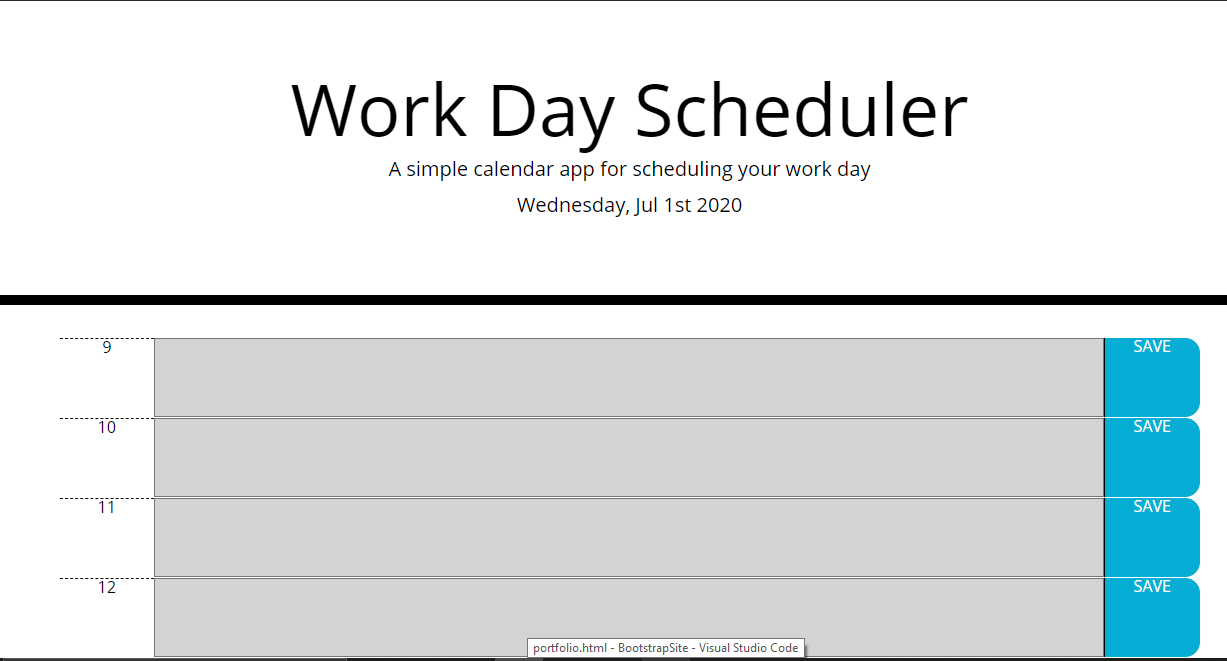 Work Day Scheduler
A simple calendar app for scheduling your work day
Wednesday, Jul 1st 2020
9 SAVE
10 SAVE
11 SAVE
12 SAVE
portfolio.html - BootstrapSite - Visual Studio Code